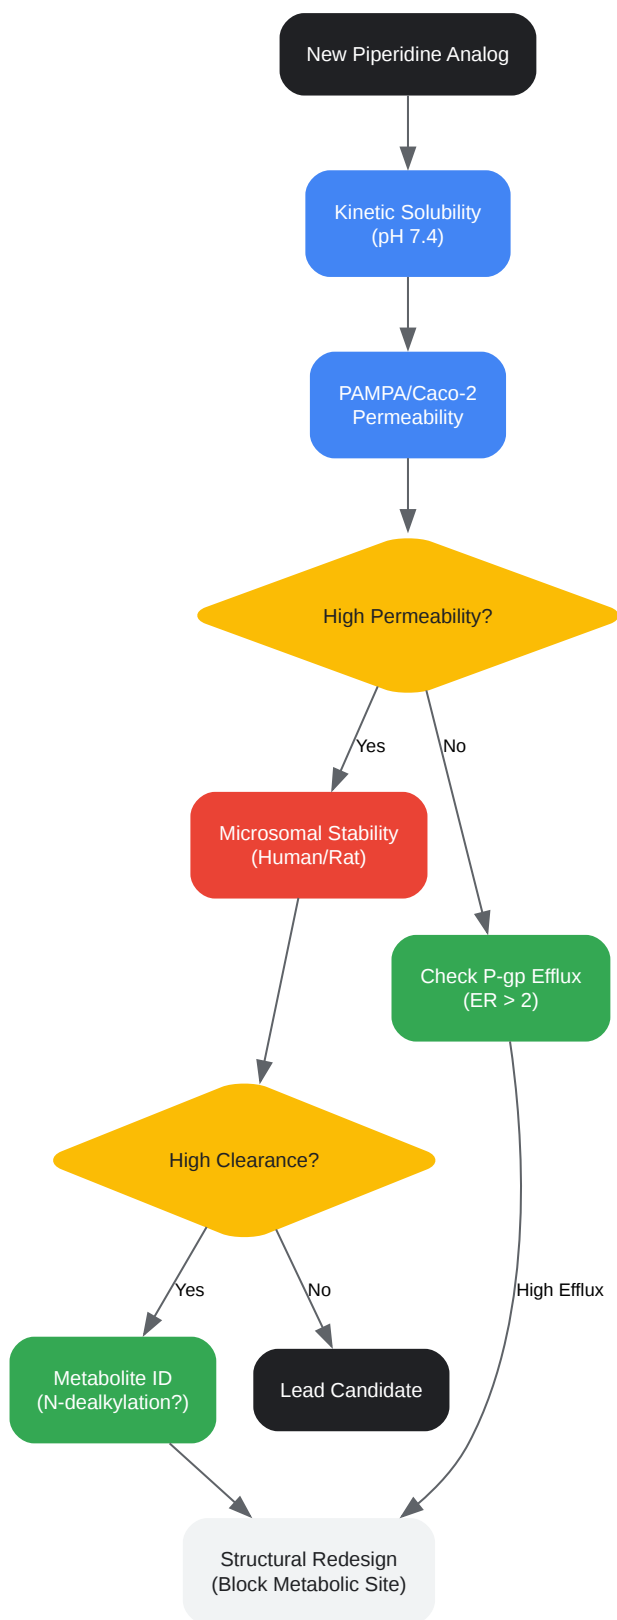 New Piperidine Analog
Kinetic Solubility
(pH 7.4)
PAMPA/Caco-2
Permeability
High Permeability?
Yes
No
Microsomal Stability
(Human/Rat)
Check P-gp Efflux
(ER > 2)
High Clearance?
Yes
No
High Efflux
Metabolite ID
(N-dealkylation?)
Lead Candidate
Structural Redesign
(Block Metabolic Site)